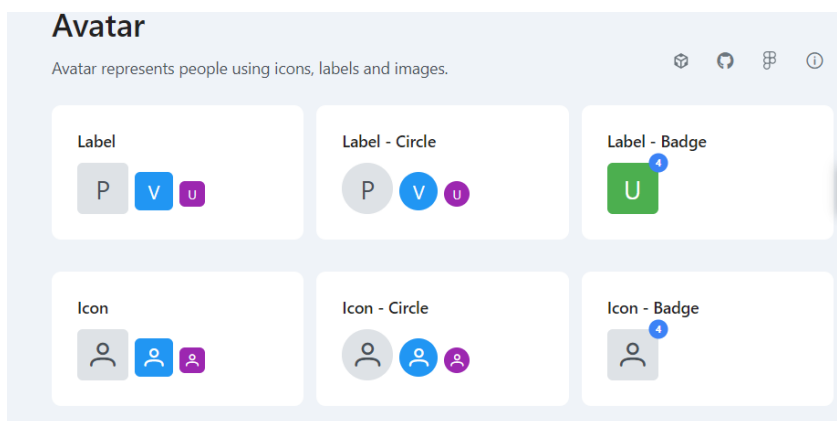 Avatar
Avatar represents people using icons, labels and images.
Label
P V U
Label - Circle
P V U
Label - Badge
4
U
Icon
Icon - Circle
Icon - Badge
4